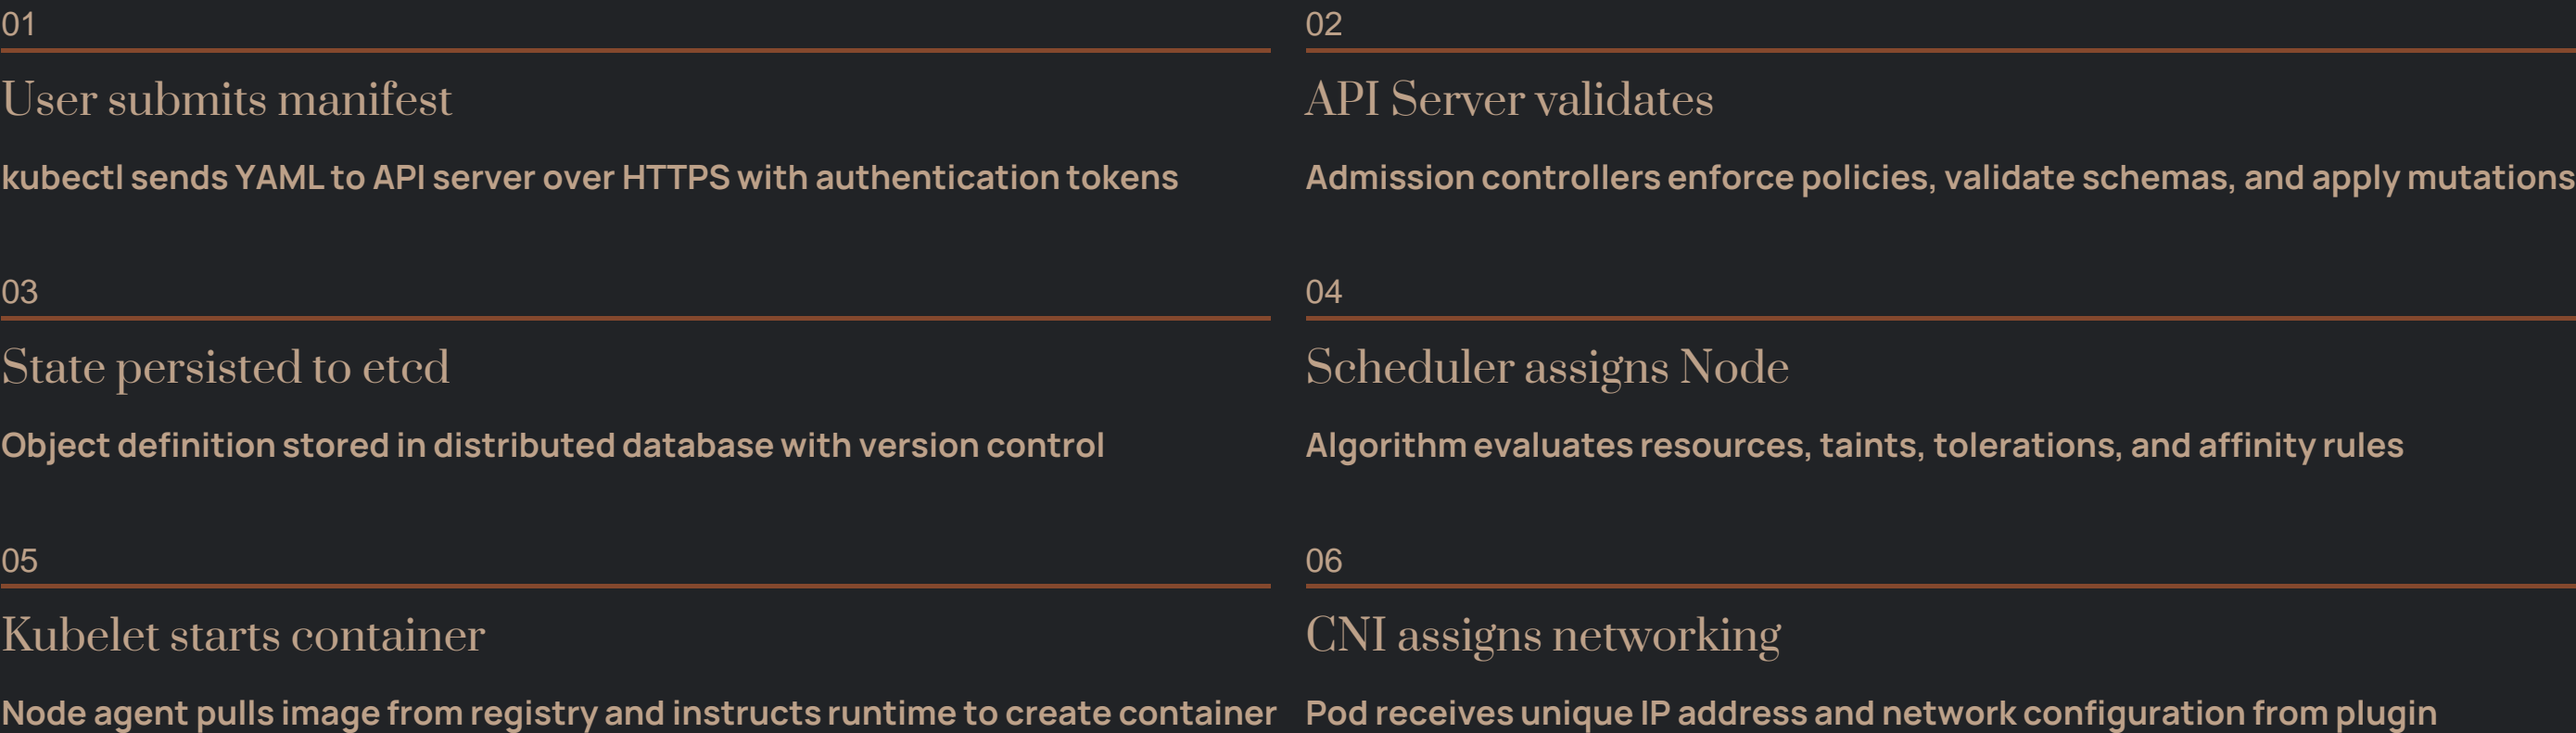 01
User submits manifest
kubectl sends YAML to API server over HTTPS with authentication tokens
02
API Server validates
Admission controllers enforce policies, validate schemas, and apply mutations
03
State persisted to etcd
Object definition stored in distributed database with version control
04
Scheduler assigns Node
Algorithm evaluates resources, taints, tolerations, and affinity rules
05
Kubelet starts container
Node agent pulls image from registry and instructs runtime to create container
06
CNI assigns networking
Pod receives unique IP address and network configuration from plugin